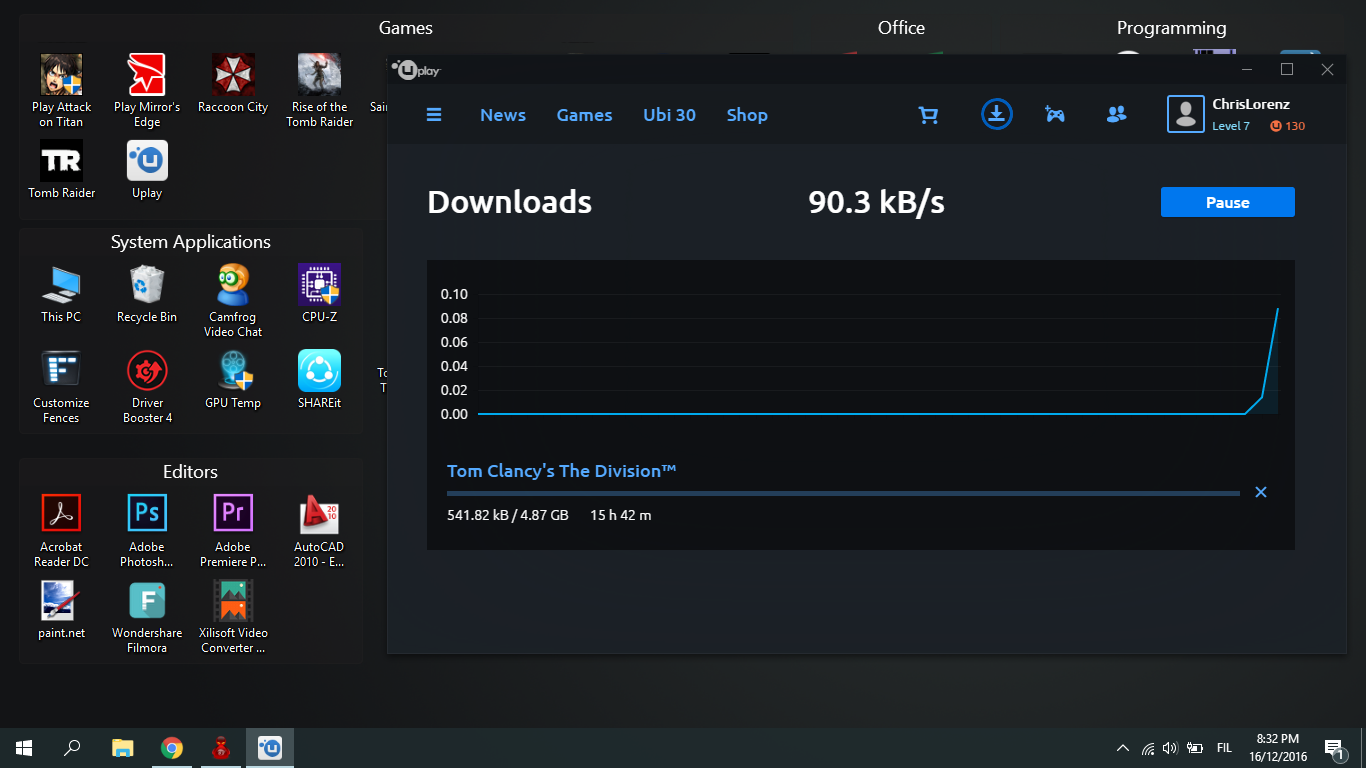 Games
Office
Programming
Play Attack
on Titan
Play Mirror's
Edge
Raccoon City
Rise of the
Tomb Raider
Tomb Raider
Uplay
System Applications
This PC
Recycle Bin
Camfrog
Video Chat
CPU-Z
Customize
Fences
Driver
Booster 4
GPU Temp
SHAREit
Editors
Acrobat
Reader DC
Adobe
Photosh...
Adobe
Premiere P...
AutoCAD
2010 - E...
paint.net
Wondershare
Filmora
Xilisoft Video
Converter ...
TR
Ps
Pr
F
uplay
News
Games
Ubi 30
Shop
ChrisLorenz
Level 7
130
Downloads
90.3 kB/s
Pause
0.10
0.08
0.06
0.04
0.02
0.00
Tom Clancy's The Division™
541.82 kB / 4.87 GB
15 h 42 m
FIL
8:32 PM
16/12/2016
1